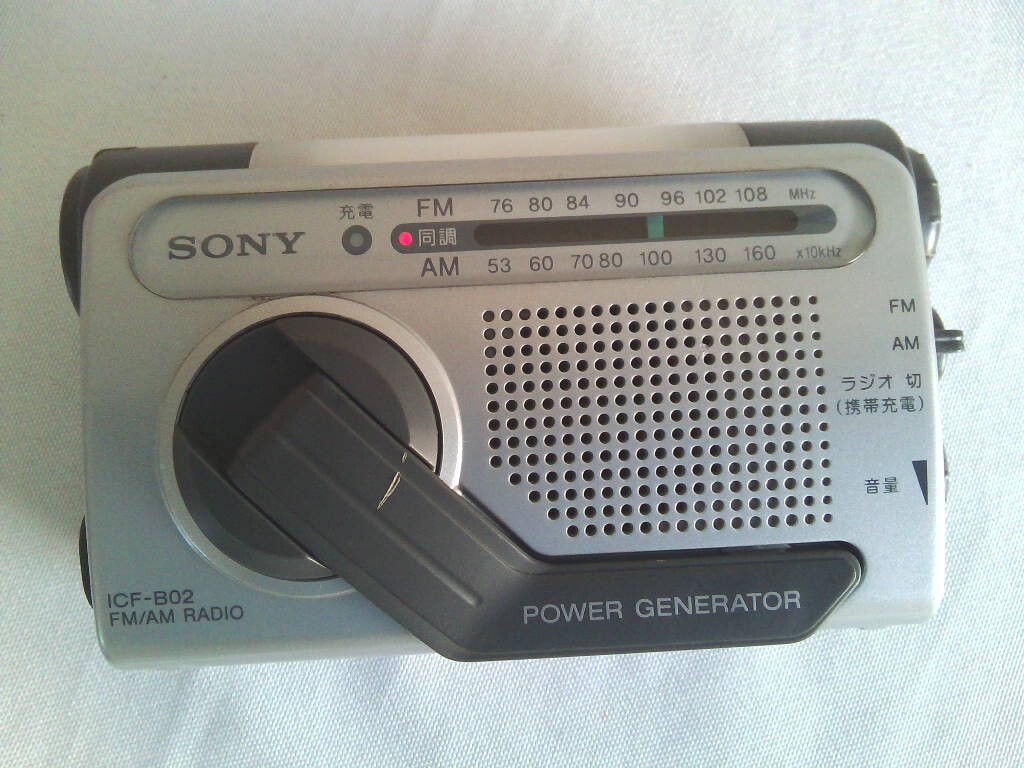 充電
FM 76 80 84 90 96 102 108 MHz
SONY
同調
AM 53 60 70 80 100 130 160 x10kHz
FM
AM
ラジオ 切
(携帯充電)
音量
ICF-B02
FM/AM RADIO
POWER GENERATOR